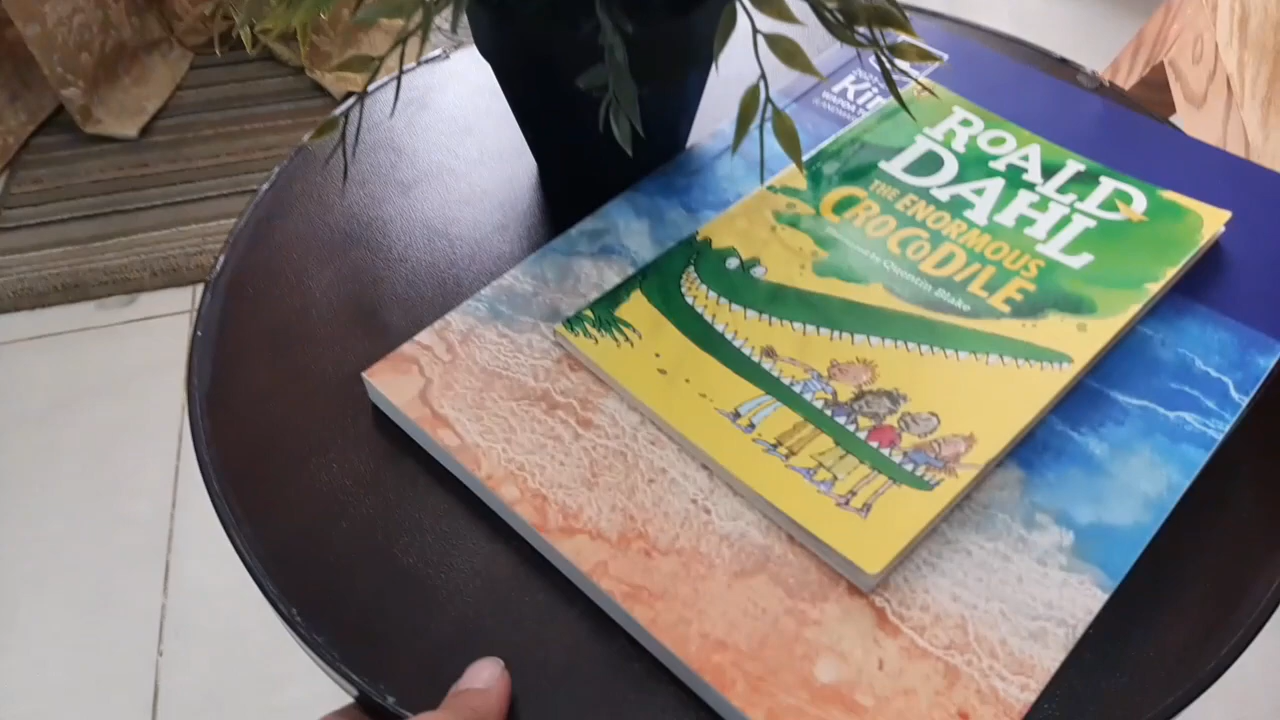 ROALD
DAHL
THE ENORMOUS
CROCODILE
Illustrated by Quentin Blake